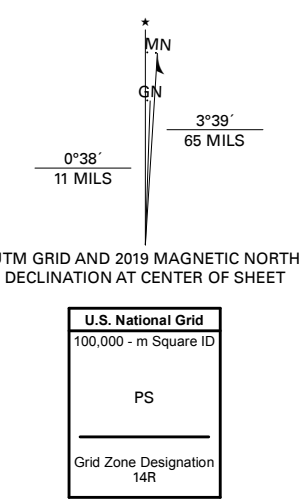 MN
GN
3°39´
65 MILS
0°38´
11 MILS
UTM GRID AND 2019 MAGNETIC NORTH
DECLINATION AT CENTER OF SHEET
U.S. National Grid
100,000 - m Square ID
PS
Grid Zone Designation
14R